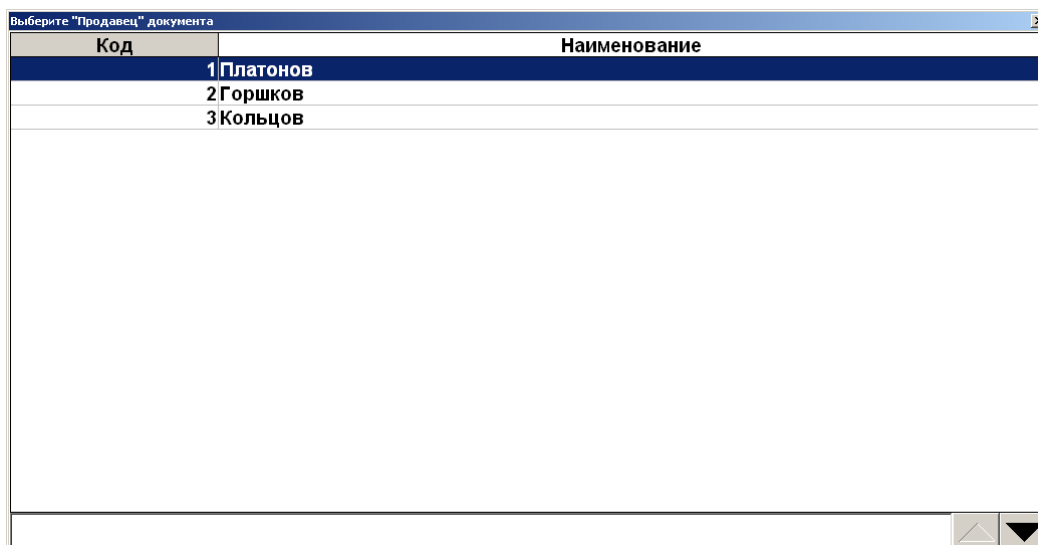 Выберите "Продавец" документа
Код Наименование
1 Платонов
2 Горшков
3 Кольцов